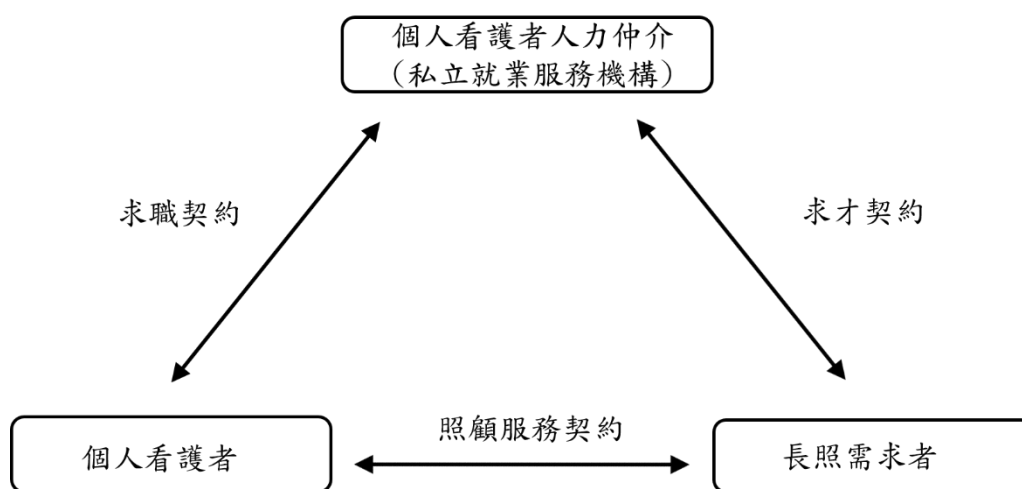 個人看護者人力仲介
(私立就業服務機構)
求職契約
求才契約
照顧服務契約
個人看護者
長照需求者